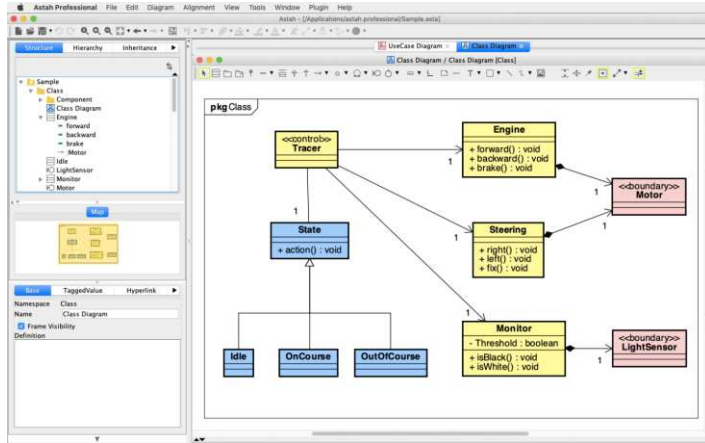 Astah Professional File Edit Diagram Alignment View Tools Window Plugin Help
Astah - [/Applications/astah professional/Sample.asta]
Structure Hierarchy Inheritance
UseCase Diagram Class Diagram
Class Diagram / Class Diagram [Class]
Sample
Class
Component
Class Diagram
Engine
forward
backward
brake
:Motor
Idle
LightSensor
Monitor
Motor
Map
Base TaggedValue Hyperlink
Namespace Class
Name Class Diagram
Frame Visibility
Definition
pkg Class
<<control>>
Tracer
1
Engine
+ forward() : void
+ backward() : void
+ brake() : void
1
<<boundary>>
Motor
1
State
+ action() : void
1
Steering
+ right() : void
+ left() : void
+ fix() : void
1
1
Monitor
- Threshold : boolean
+ isBlack() : void
+ isWhite() : void
1
<<boundary>>
LightSensor
Idle
OnCourse
OutOfCourse